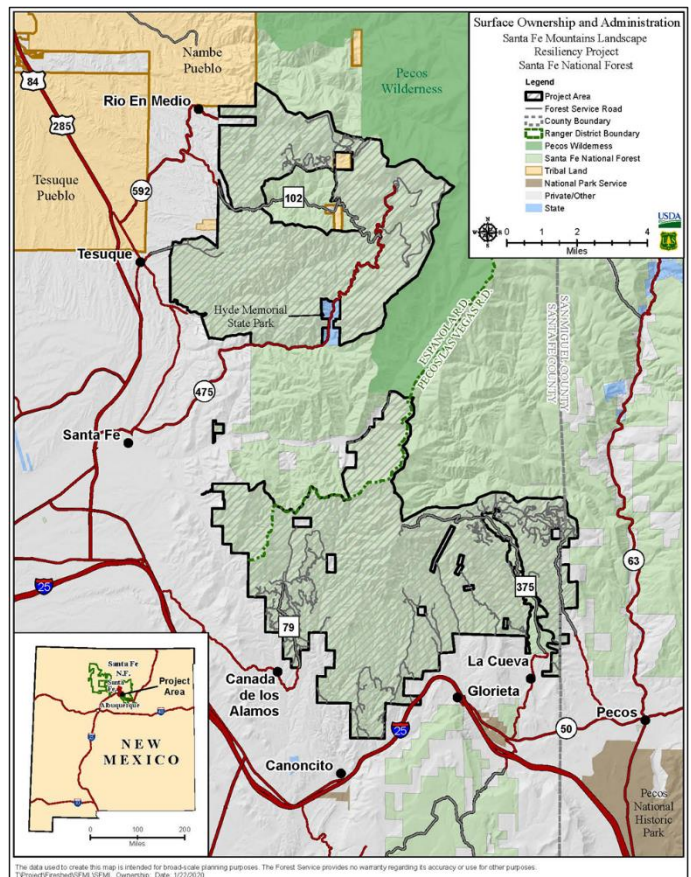 Surface Ownership and Administration
Santa Fe Mountains Landscape
Resiliency Project
Santa Fe National Forest
Legend
Project Area
Forest Service Road
County Boundary
Ranger District Boundary
Pecos Wilderness
Santa Fe National Forest
Tribal Land
National Park Service
Private/Other
State
N
W
E
S
0 1 2 4
Miles
USDA
Nambe
Pueblo
Pecos
Wilderness
84
285
Rio En Medio
Tesuque
Pueblo
592
102
Tesuque
Hyde Memorial
State Park
ESPANOLA R.D.
PECOS/LAS VEGAS R.D.
SAN MIGUEL COUNTY
SANTA FE COUNTY
475
Santa Fe
63
25
375
79
La Cueva
Canada
de los
Alamos
Glorieta
Pecos
50
25
Canoncito
Pecos
National
Historic
Park
Santa Fe
N.F.
Santa
Fe
Project
Area
Albuquerque
NEW
MEXICO
0 100 200
Miles
The data used to create this map is intended for broad-scale planning purposes. The Forest Service provides no warranty regarding its accuracy or use for other purposes.